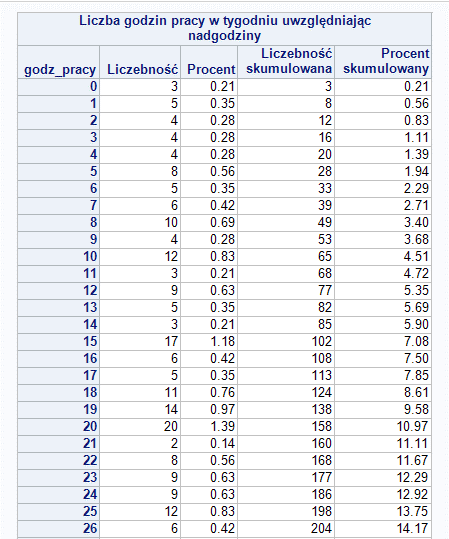 Liczba godzin pracy w tygodniu uwzględniając
nadgodziny
godz_pracy Liczebność Procent Liczebność skumulowana Procent skumulowany
0 3 0.21 3 0.21
1 5 0.35 8 0.56
2 4 0.28 12 0.83
3 4 0.28 16 1.11
4 4 0.28 20 1.39
5 8 0.56 28 1.94
6 5 0.35 33 2.29
7 6 0.42 39 2.71
8 10 0.69 49 3.40
9 4 0.28 53 3.68
10 12 0.83 65 4.51
11 3 0.21 68 4.72
12 9 0.63 77 5.35
13 5 0.35 82 5.69
14 3 0.21 85 5.90
15 17 1.18 102 7.08
16 6 0.42 108 7.50
17 5 0.35 113 7.85
18 11 0.76 124 8.61
19 14 0.97 138 9.58
20 20 1.39 158 10.97
21 2 0.14 160 11.11
22 8 0.56 168 11.67
23 9 0.63 177 12.29
24 9 0.63 186 12.92
25 12 0.83 198 13.75
26 6 0.42 204 14.17